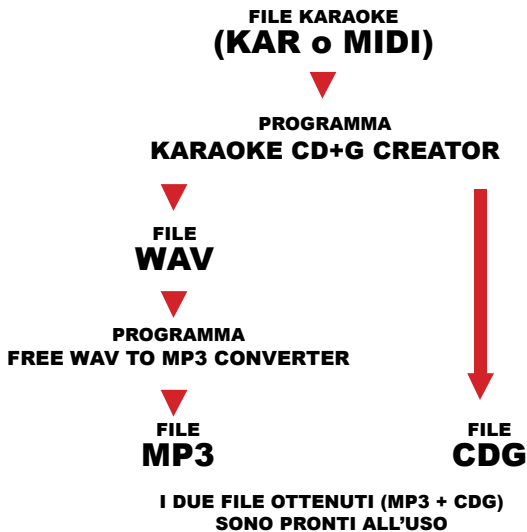 FILE KARAOKE
(KAR o MIDI)
PROGRAMMA
KARAOKE CD+G CREATOR
FILE
WAV
PROGRAMMA
FREE WAV TO MP3 CONVERTER
FILE
MP3
FILE
CDG
I DUE FILE OTTENUTI (MP3 + CDG)
SONO PRONTI ALL'USO